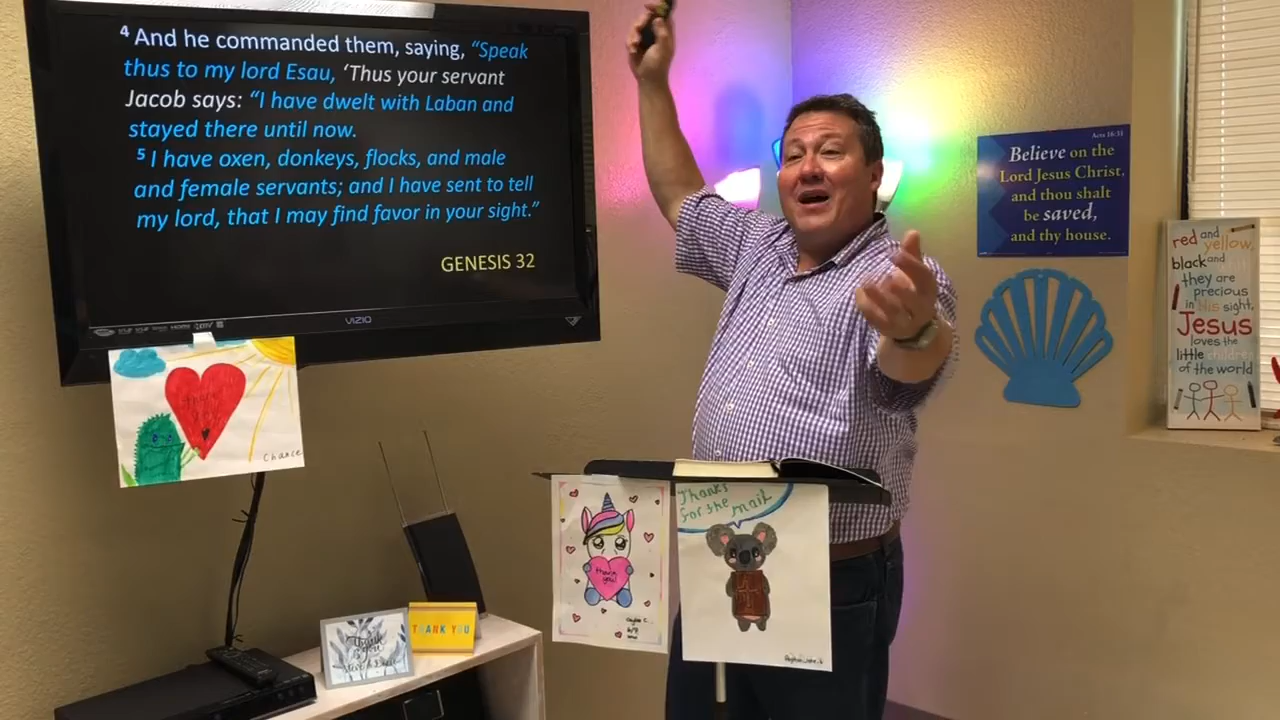 4 And he commanded them, saying, “Speak
thus to my lord Esau, ‘Thus your servant
Jacob says: “I have dwelt with Laban and
stayed there until now.
5 I have oxen, donkeys, flocks, and male
and female servants; and I have sent to tell
my lord, that I may find favor in your sight.”
GENESIS 32
VIZIO
Chance
THANK YOU
Thank
you
thank
you!
Thanks
for the mail
Acts 16:31
Believe on the
Lord Jesus Christ,
and thou shalt
be saved,
and thy house.
red and
yellow,
black and
they are
precious
in His sight,
Jesus
loves the
little children
of the world